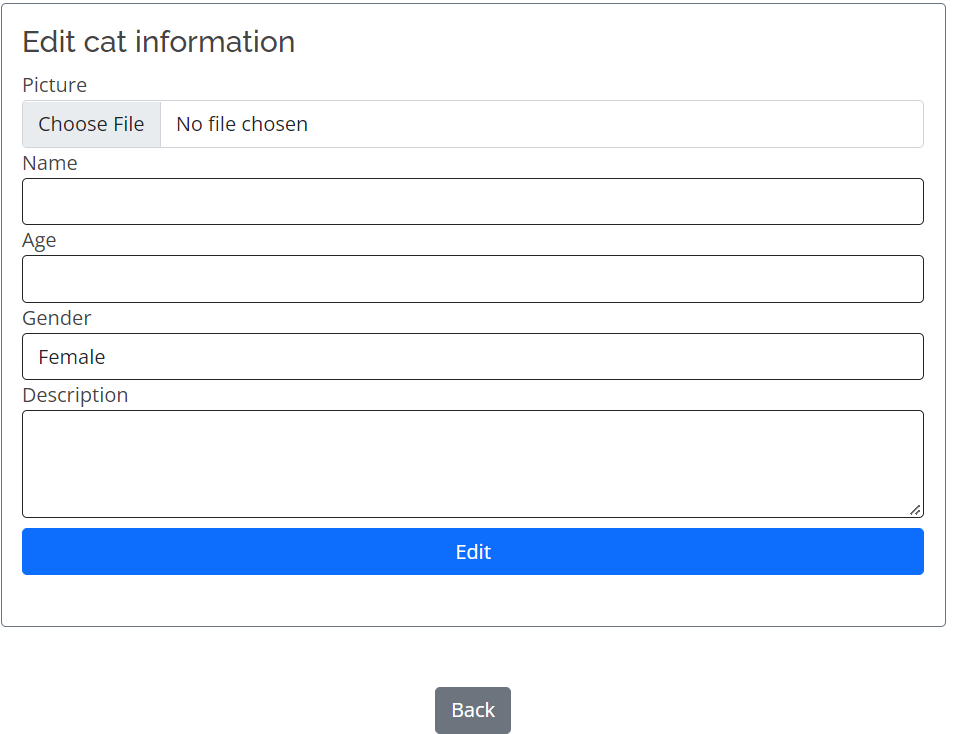 Edit cat information
Picture
Choose File No file chosen
Name
Age
Gender
Female
Description
Edit
Back